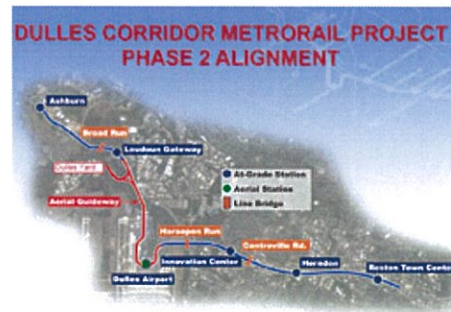 DULLES CORRIDOR METRORAIL PROJECT
PHASE 2 ALIGNMENT
Ashburn
Broad Run
Loudoun Gateway
Dulles Yard
At-Grade Station
Aerial Station
Line Bridge
Aerial Guideway
Horsepen Run
Centreville Rd.
Innovation Center
Herndon
Reston Town Center
Dulles Airport